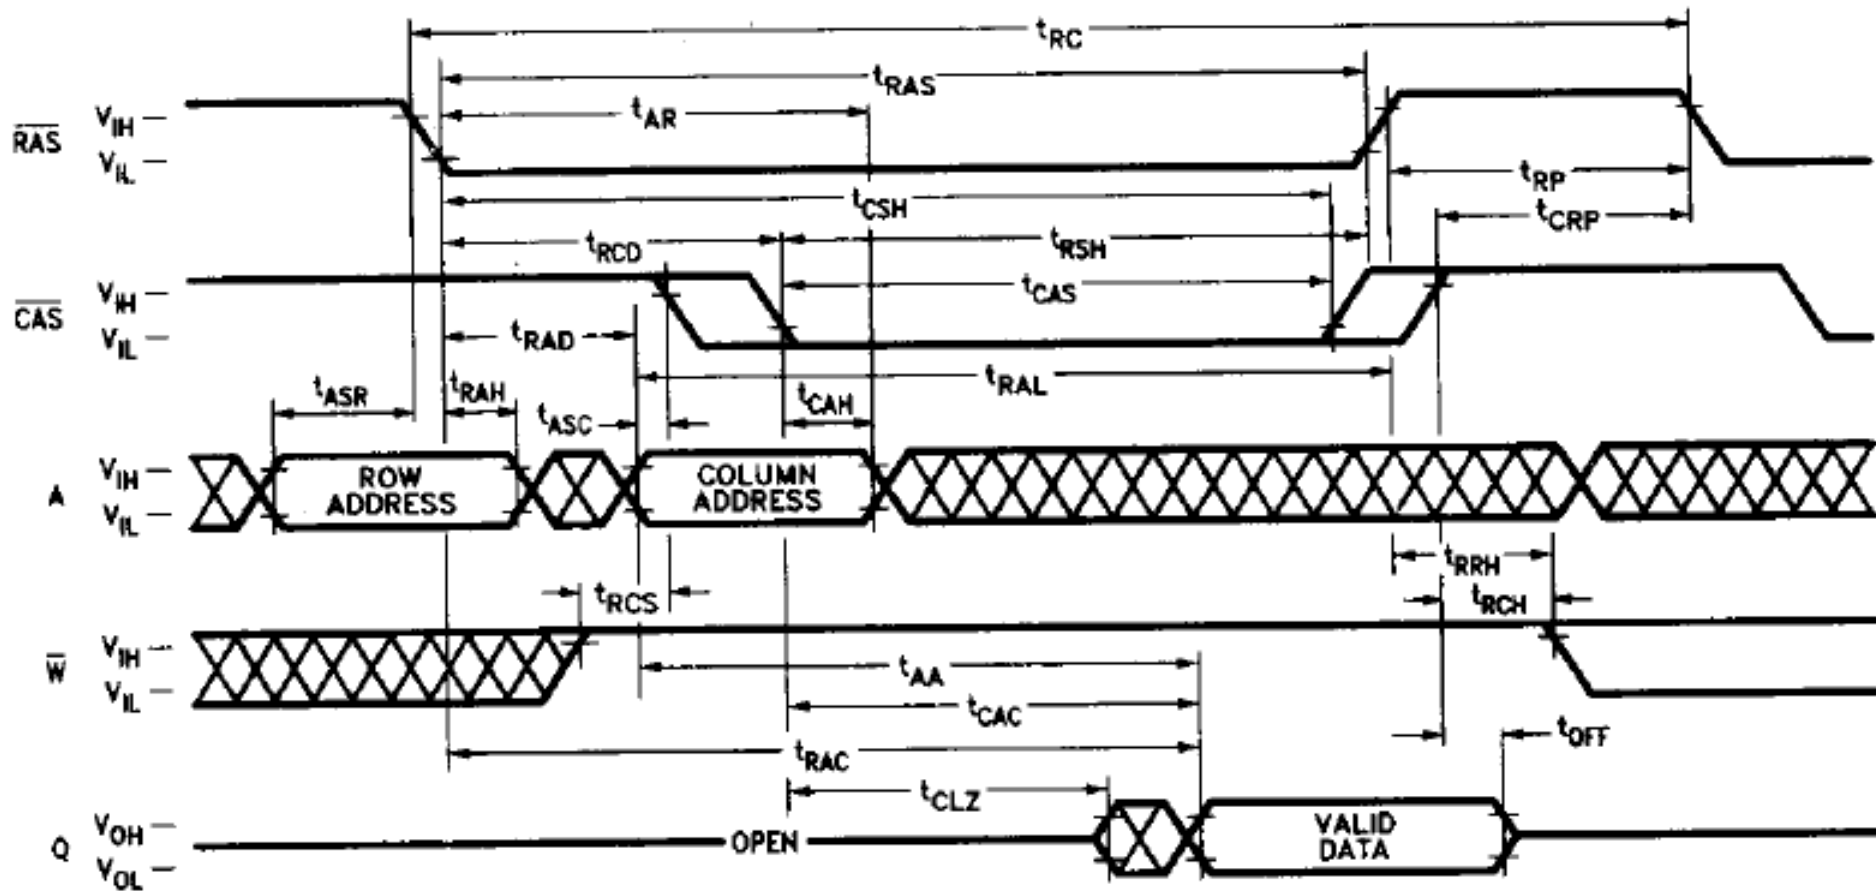 tRC
tRAS
tAR
RAS
VIH
VIL
tRP
tCSH
tCRP
tRCD
tRSH
CAS
VIH
VIL
tCAS
tRAD
tRAL
tASR
tRAH
tASC
tCAH
A
VIH
VIL
ROW
ADDRESS
COLUMN
ADDRESS
tRRH
tRCS
tRCH
W
VIH
VIL
tAA
tCAC
tOFF
tRAC
tCLZ
Q
VOH
VOL
OPEN
VALID
DATA